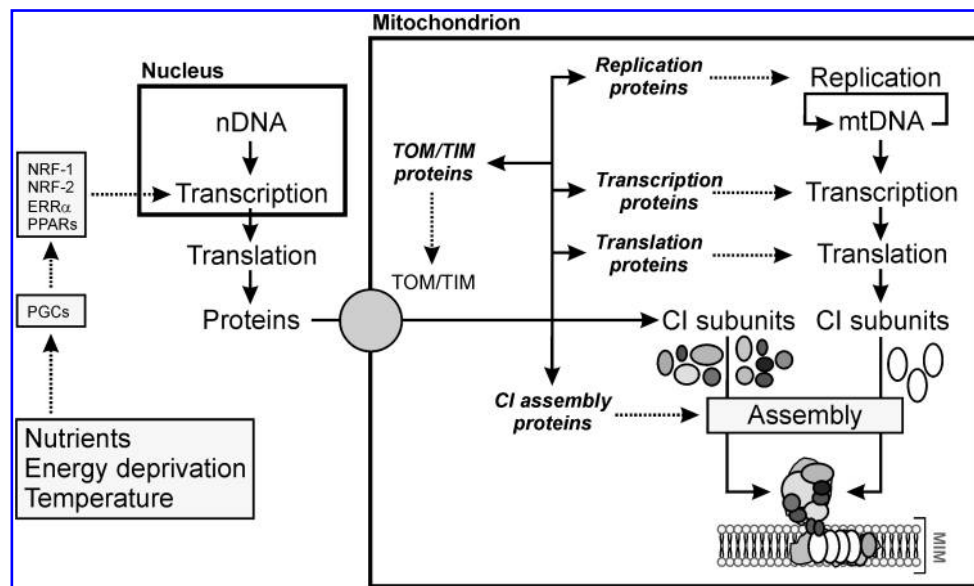 Mitochondrion
Nucleus
nDNA
Transcription
Translation
Proteins
NRF-1
NRF-2
ERRα
PPARs
PGCs
Nutrients
Energy deprivation
Temperature
TOM/TIM
proteins
TOM/TIM
Replication
proteins
Transcription
proteins
Translation
proteins
CI assembly
proteins
Replication
mtDNA
Transcription
Translation
CI subunits
CI subunits
Assembly
MIM